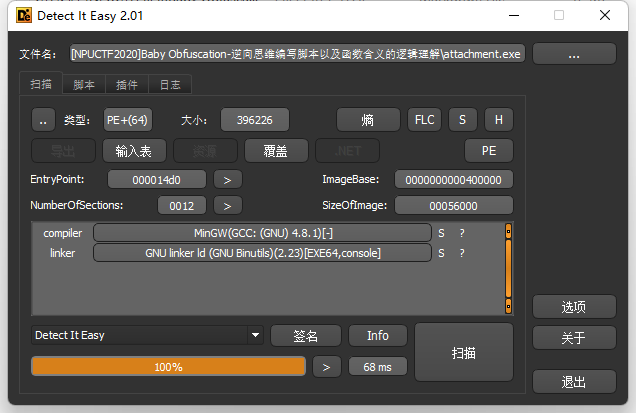 Detect It Easy 2.01
文件名： [NPUCTF2020]Baby Obfuscation-逆向思维编写脚本以及函数含义的逻辑理解\attachment.exe ...
扫描 脚本 插件 日志
.. 类型： PE+(64) 大小： 396226 熵 FLC S H
导出 输入表 资源 覆盖 .NET PE
EntryPoint: 000014d0 > ImageBase: 0000000000400000
NumberOfSections: 0012 > SizeOfImage: 00056000
compiler MinGW(GCC: (GNU) 4.8.1)[-] S ?
linker GNU linker ld (GNU Binutils)(2.23)[EXE64,console] S ?
选项
Detect It Easy 签名 Info 扫描 关于
100% > 68 ms
退出